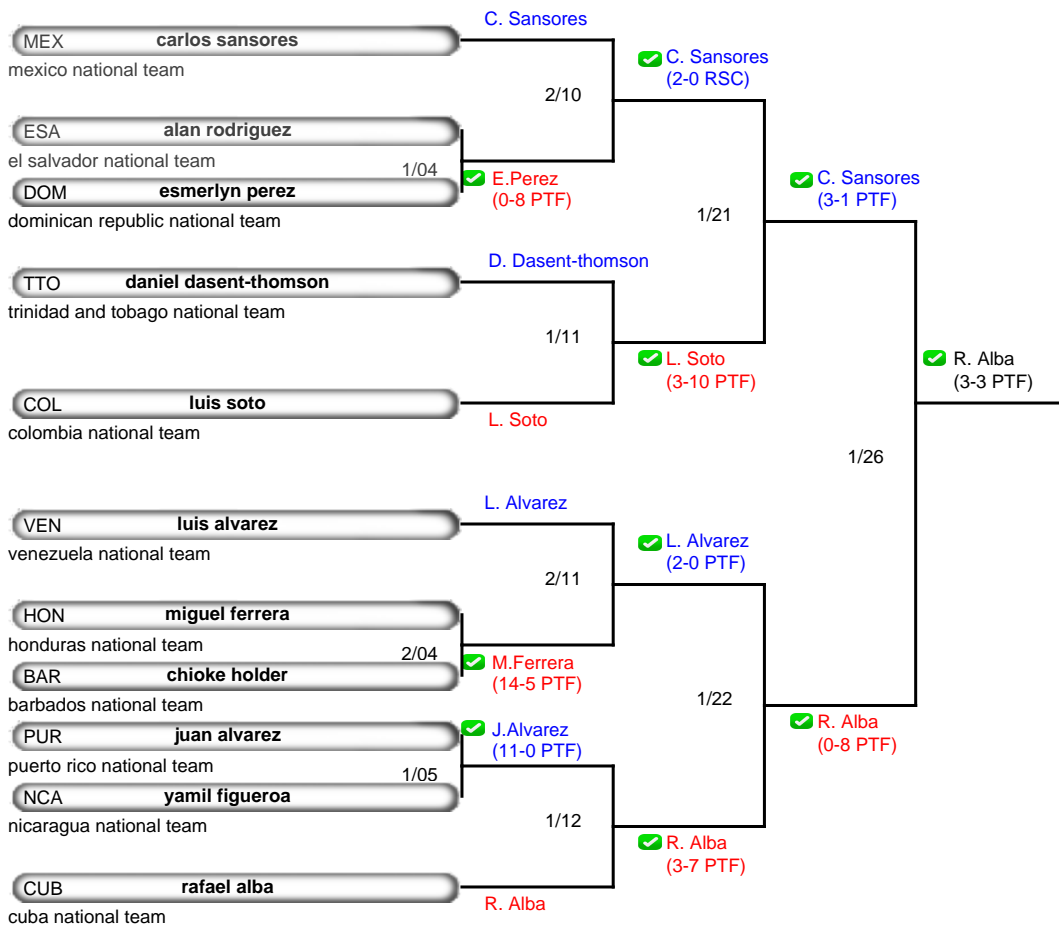 C. Sansores
MEX carlos sansores
mexico national team
C. Sansores
(2-0 RSC)
2/10
ESA alan rodriguez
el salvador national team
1/04
DOM esmerlyn perez
dominican republic national team
E.Perez
(0-8 PTF)
C. Sansores
(3-1 PTF)
1/21
D. Dasent-thomson
TTO daniel dasent-thomson
trinidad and tobago national team
1/11
L. Soto
(3-10 PTF)
COL luis soto
colombia national team
L. Soto
R. Alba
(3-3 PTF)
1/26
L. Alvarez
VEN luis alvarez
venezuela national team
L. Alvarez
(2-0 PTF)
2/11
HON miguel ferrera
honduras national team
2/04
BAR chioke holder
barbados national team
M.Ferrera
(14-5 PTF)
1/22
PUR juan alvarez
puerto rico national team
J.Alvarez
(11-0 PTF)
1/05
NCA yamil figueroa
nicaragua national team
R. Alba
(0-8 PTF)
1/12
R. Alba
(3-7 PTF)
CUB rafael alba
cuba national team
R. Alba